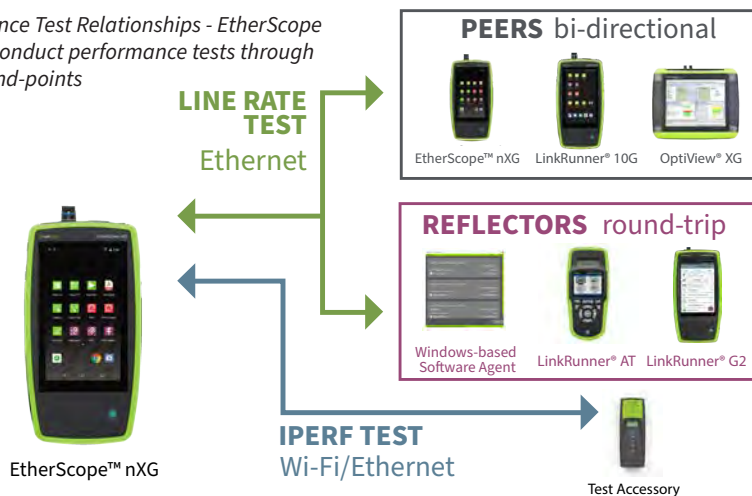 nce Test Relationships - EtherScope
onduct performance tests through
nd-points
LINE RATE
TEST
Ethernet
PEERS bi-directional
EtherScope™ nXG LinkRunner® 10G OptiView® XG
REFLECTORS round-trip
Windows-based
Software Agent
LinkRunner® AT LinkRunner® G2
IPERF TEST
Wi-Fi/Ethernet
EtherScope™ nXG
Test Accessory